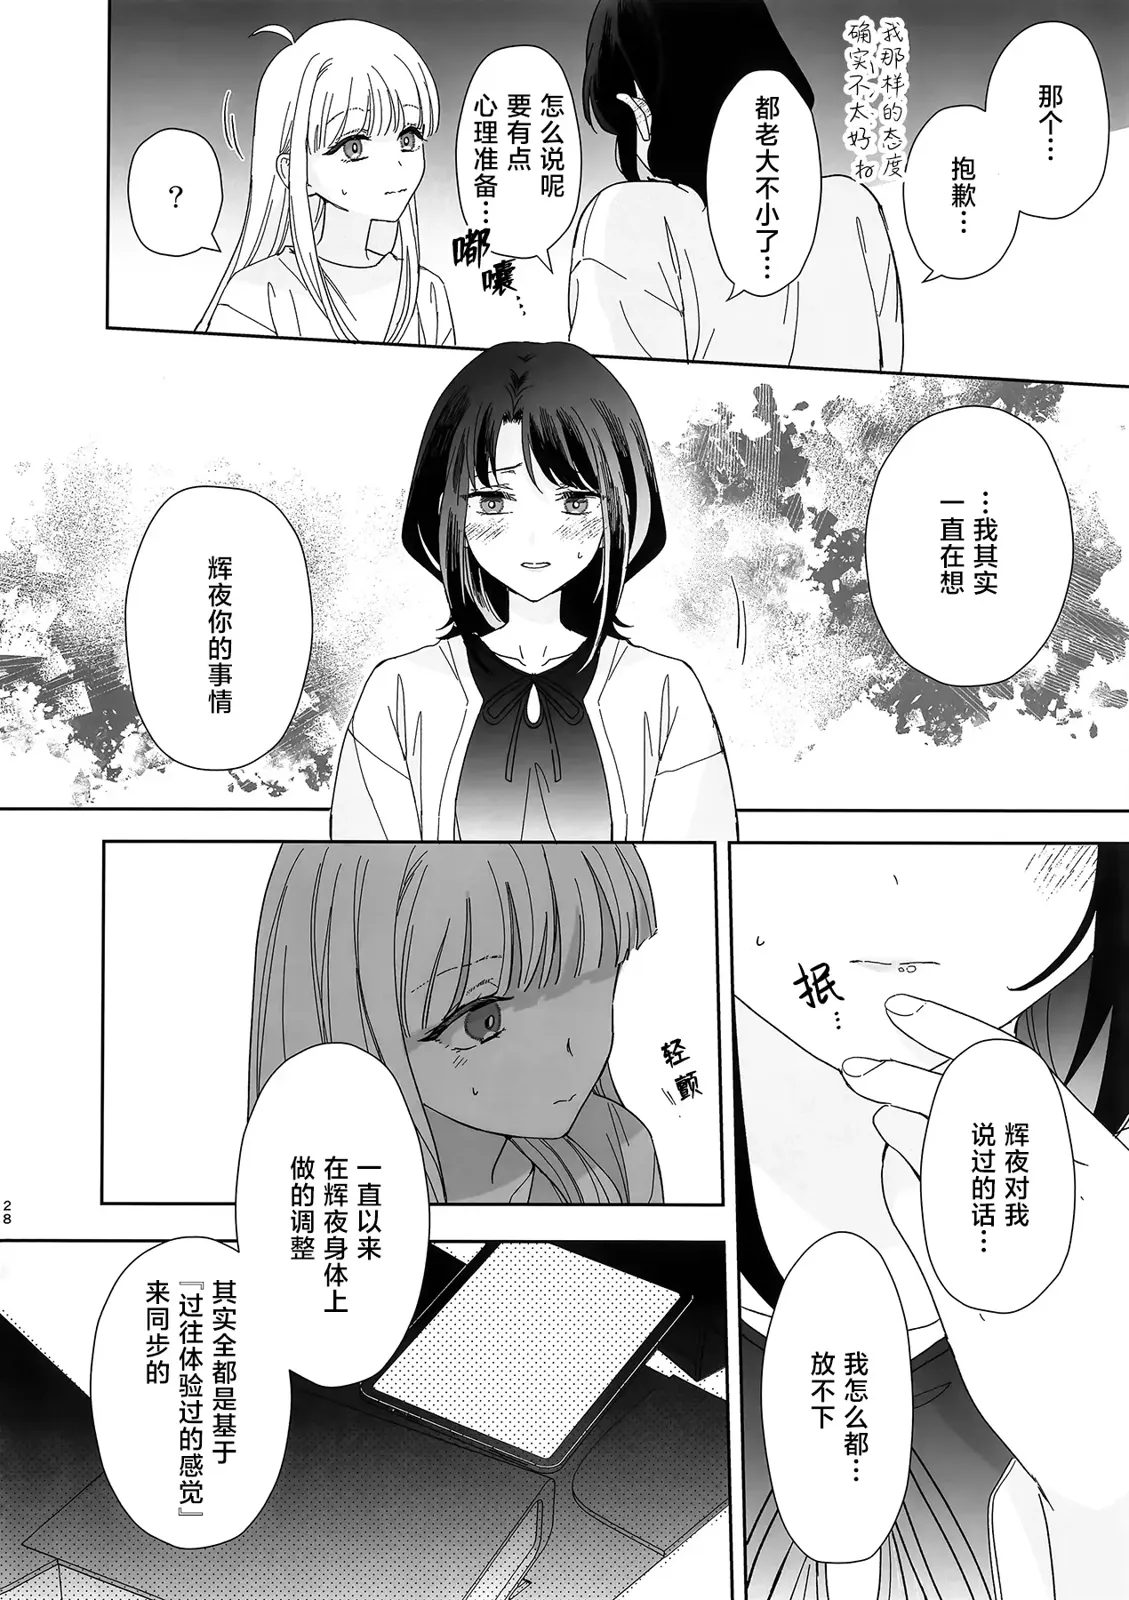 那个…
抱歉…
我那样的态度
确实不太好ね
都老大不小了…
怎么说呢
要有点
心理准备…
嘟囔…
？
…我其实
一直在想
辉夜你的事情
抿…
辉夜对我
说过的话…
我怎么都…
放不下
轻颤
一直以来
在辉夜身体上
做的调整
其实全都是基于
『过往体验过的感觉』
来同步的
28